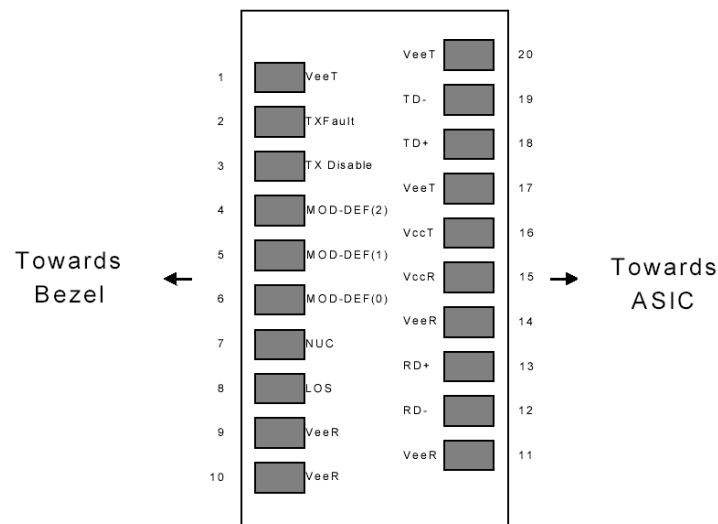 VeeT 20
1 VeeT
TD- 19
2 TXFault
TD+ 18
3 TX Disable
VeeT 17
4 MOD-DEF(2)
VccT 16
5 MOD-DEF(1)
Towards
Bezel
VccR 15
Towards
ASIC
6 MOD-DEF(0)
VeeR 14
7 NUC
RD+ 13
8 LOS
RD- 12
9 VeeR
VeeR 11
10 VeeR